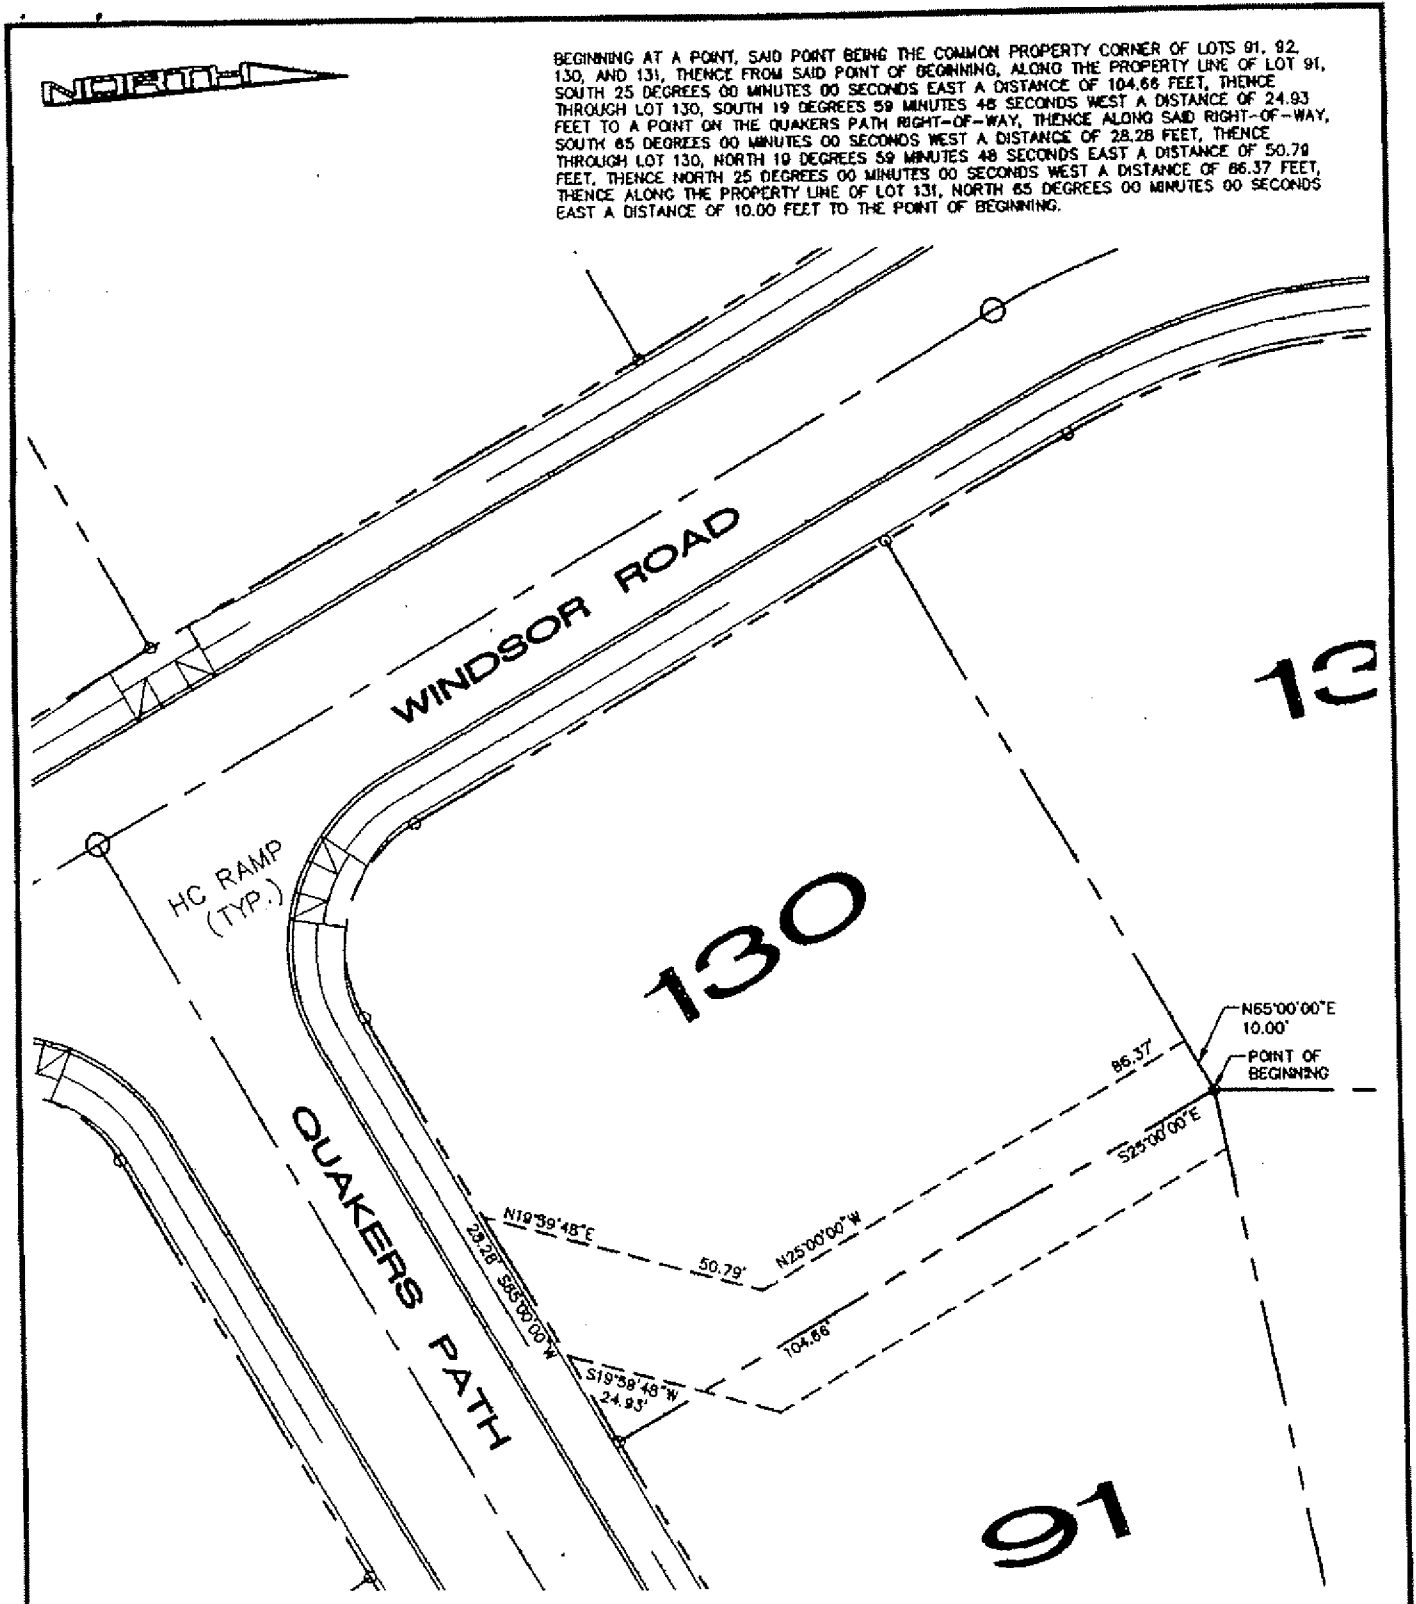 NORTH
BEGINNING AT A POINT, SAID POINT BEING THE COMMON PROPERTY CORNER OF LOTS 91, 92,
130, AND 131, THENCE FROM SAID POINT OF BEGINNING, ALONG THE PROPERTY LINE OF LOT 91,
SOUTH 25 DEGREES 00 MINUTES 00 SECONDS EAST A DISTANCE OF 104.66 FEET, THENCE
THROUGH LOT 130, SOUTH 19 DEGREES 59 MINUTES 48 SECONDS WEST A DISTANCE OF 24.93
FEET TO A POINT ON THE QUAKERS PATH RIGHT-OF-WAY, THENCE ALONG SAID RIGHT-OF-WAY,
SOUTH 65 DEGREES 00 MINUTES 00 SECONDS WEST A DISTANCE OF 28.28 FEET, THENCE
THROUGH LOT 130, NORTH 19 DEGREES 59 MINUTES 48 SECONDS EAST A DISTANCE OF 50.79
FEET, THENCE NORTH 25 DEGREES 00 MINUTES 00 SECONDS WEST A DISTANCE OF 86.37 FEET,
THENCE ALONG THE PROPERTY LINE OF LOT 131, NORTH 65 DEGREES 00 MINUTES 00 SECONDS
EAST A DISTANCE OF 10.00 FEET TO THE POINT OF BEGINNING.
WINDSOR ROAD
13
HC RAMP
(TYP.)
130
N65°00'00"E
10.00'
POINT OF
BEGINNING
86.37'
S25°00'00"E
QUAKERS PATH
N19°59'48"E
50.79'
N25°00'00"W
28.28' S65°00'00"W
104.66'
S19°59'48"W
24.93'
91